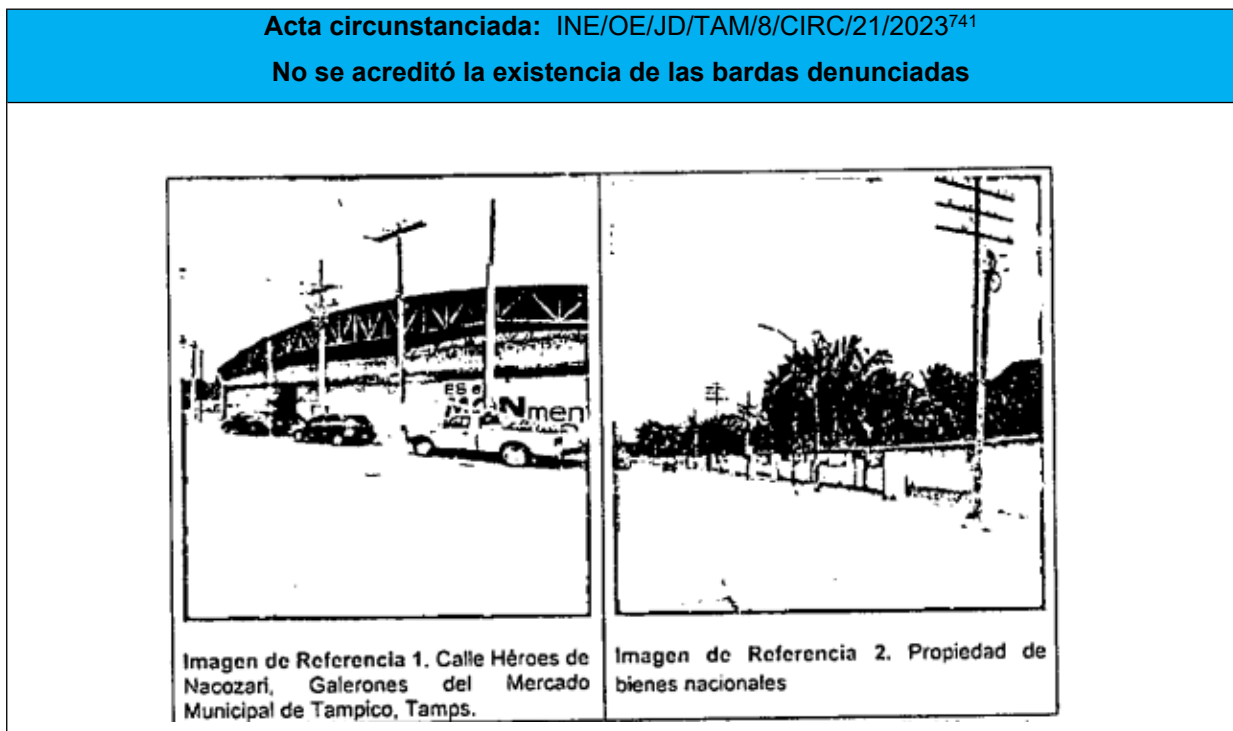 Acta circunstanciada: INE/OE/JD/TAM/8/CIRC/21/2023741
No se acreditó la existencia de las bardas denunciadas
ES
N men
Imagen de Referencia 1. Calle Héroes de
Nacozari, Galerones del Mercado
Municipal de Tampico, Tamps.
Imagen de Referencia 2. Propiedad de
bienes nacionales